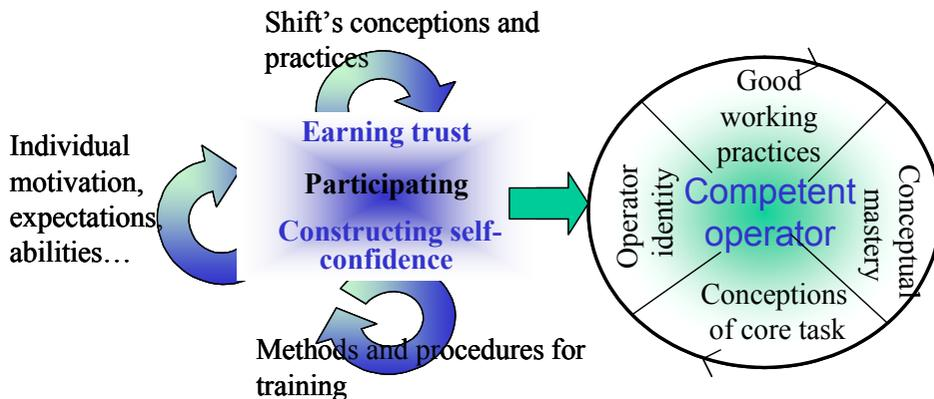 Shift's conceptions and
practices
Individual
motivation,
expectations,
abilities…
Earning trust
Participating
Constructing self-
confidence
Methods and procedures for
training
Good
working
practices
Operator
identity
Competent
operator
Conceptual
mastery
Conceptions
of core task